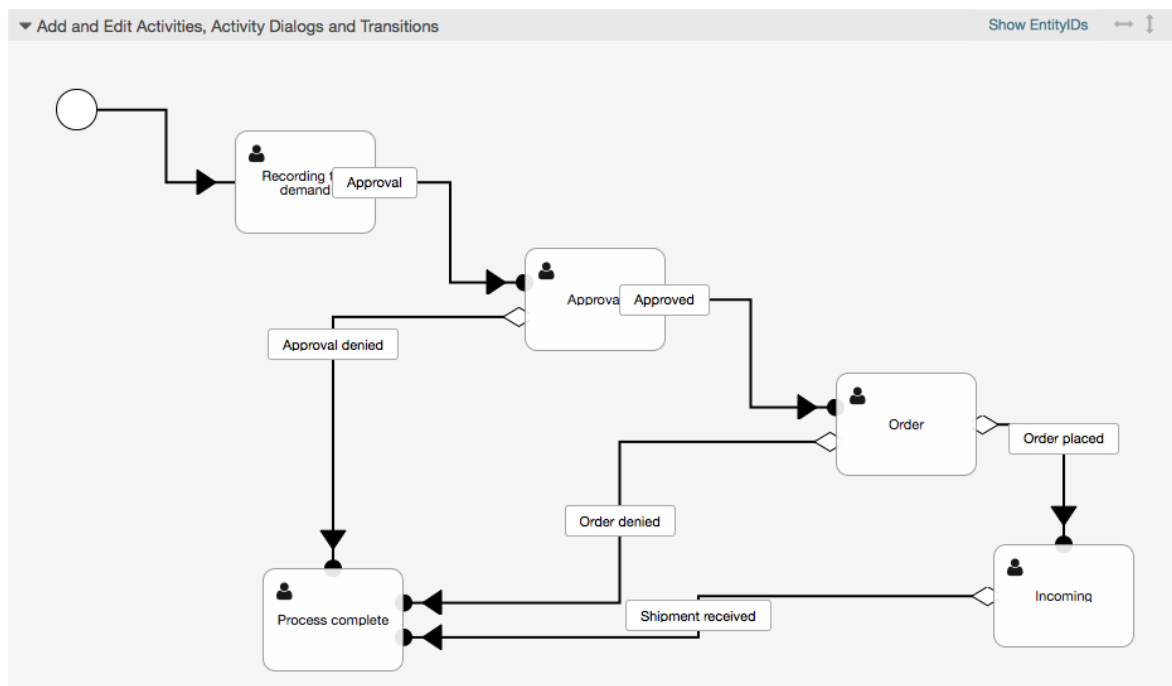 Add and Edit Activities, Activity Dialogs and Transitions
Show EntityIDs
Recording
demand
Approval
Approved
Approval denied
Order
Order placed
Order denied
Incoming
Process complete
Shipment received